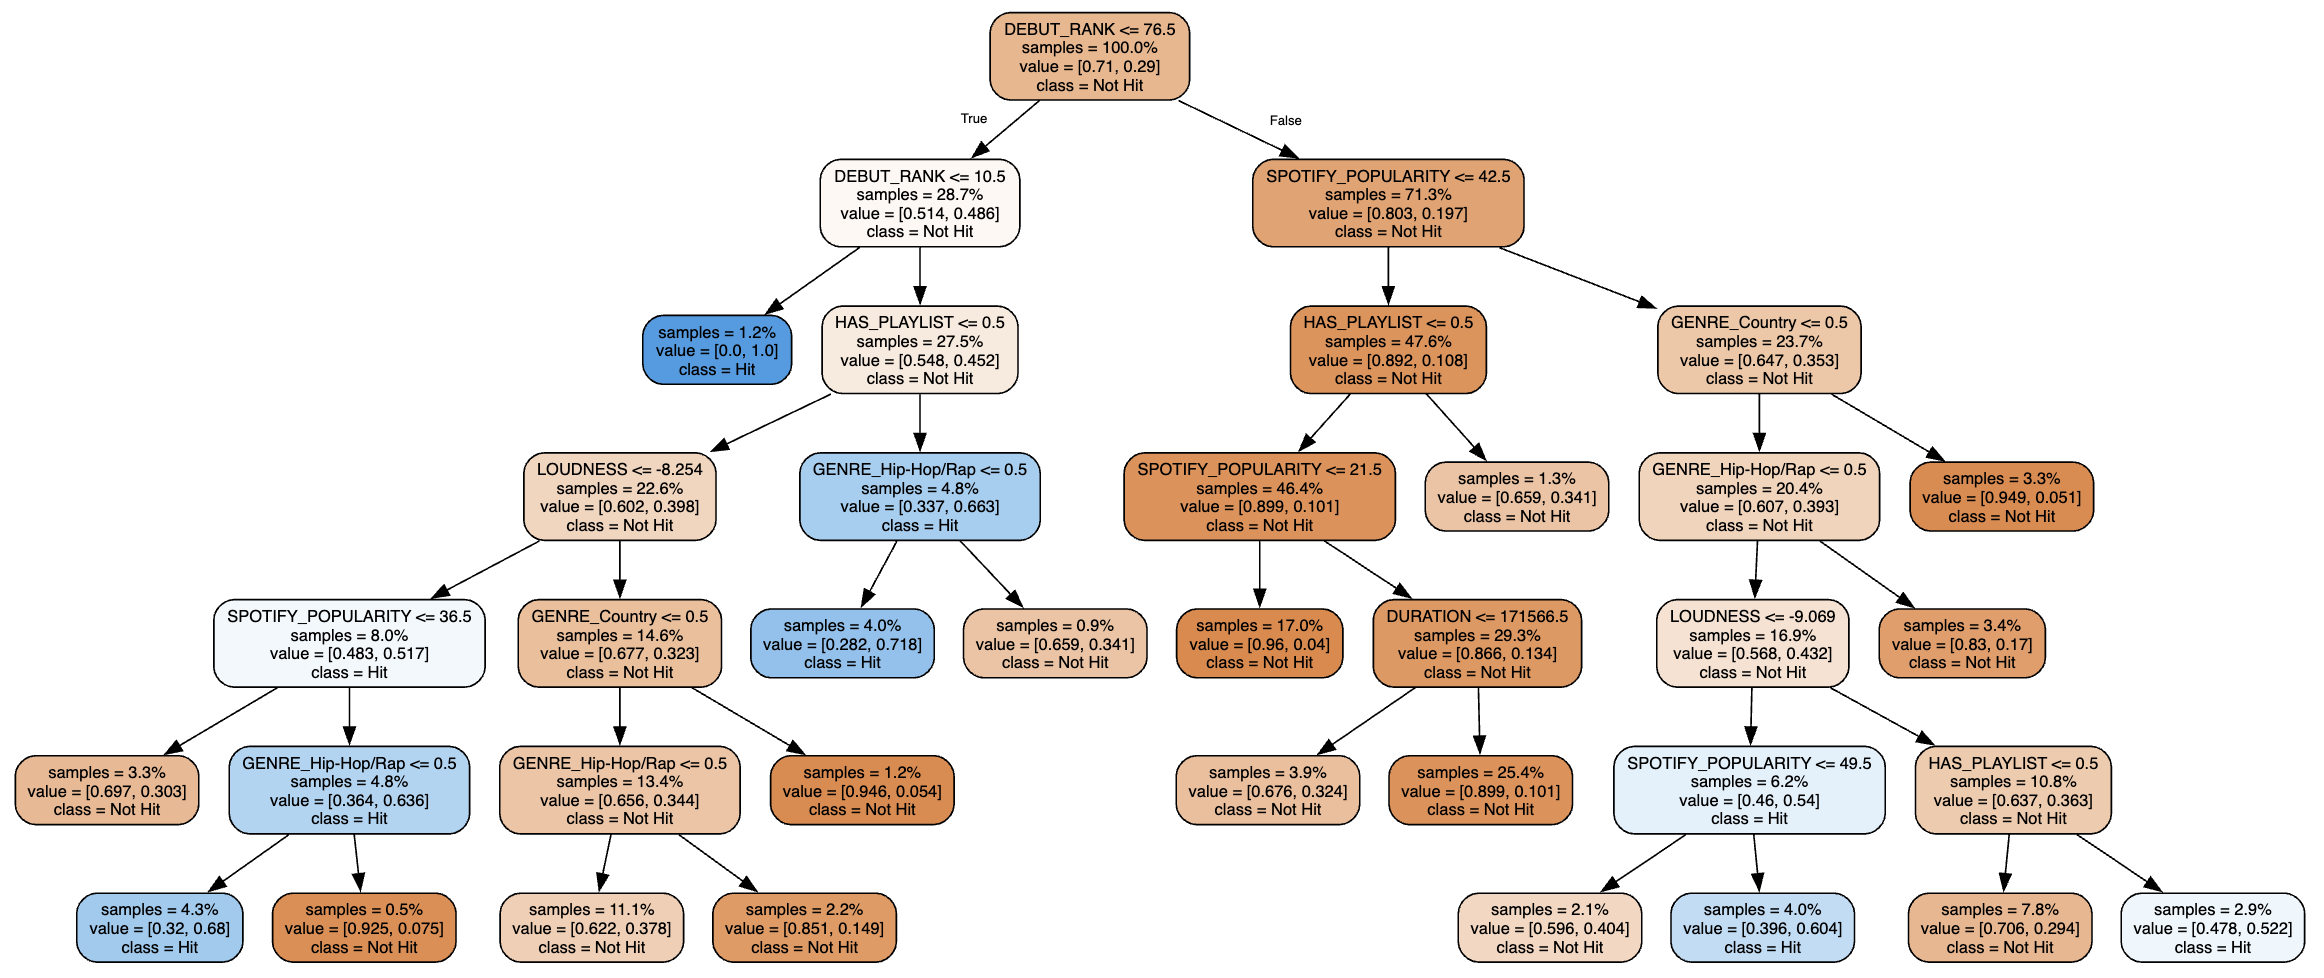 DEBUT_RANK <= 76.5
samples = 100.0%
value = [0.71, 0.29]
class = Not Hit
True
False
DEBUT_RANK <= 10.5
samples = 28.7%
value = [0.514, 0.486]
class = Not Hit
SPOTIFY_POPULARITY <= 42.5
samples = 71.3%
value = [0.803, 0.197]
class = Not Hit
samples = 1.2%
value = [0.0, 1.0]
class = Hit
HAS_PLAYLIST <= 0.5
samples = 27.5%
value = [0.548, 0.452]
class = Not Hit
HAS_PLAYLIST <= 0.5
samples = 47.6%
value = [0.892, 0.108]
class = Not Hit
GENRE_Country <= 0.5
samples = 23.7%
value = [0.647, 0.353]
class = Not Hit
LOUDNESS <= -8.254
samples = 22.6%
value = [0.602, 0.398]
class = Not Hit
GENRE_Hip-Hop/Rap <= 0.5
samples = 4.8%
value = [0.337, 0.663]
class = Hit
SPOTIFY_POPULARITY <= 21.5
samples = 46.4%
value = [0.899, 0.101]
class = Not Hit
samples = 1.3%
value = [0.659, 0.341]
class = Not Hit
GENRE_Hip-Hop/Rap <= 0.5
samples = 20.4%
value = [0.607, 0.393]
class = Not Hit
samples = 3.3%
value = [0.949, 0.051]
class = Not Hit
SPOTIFY_POPULARITY <= 36.5
samples = 8.0%
value = [0.483, 0.517]
class = Hit
GENRE_Country <= 0.5
samples = 14.6%
value = [0.677, 0.323]
class = Not Hit
samples = 4.0%
value = [0.282, 0.718]
class = Hit
samples = 0.9%
value = [0.659, 0.341]
class = Not Hit
samples = 17.0%
value = [0.96, 0.04]
class = Not Hit
DURATION <= 171566.5
samples = 29.3%
value = [0.866, 0.134]
class = Not Hit
LOUDNESS <= -9.069
samples = 16.9%
value = [0.568, 0.432]
class = Not Hit
samples = 3.4%
value = [0.83, 0.17]
class = Not Hit
samples = 3.3%
value = [0.697, 0.303]
class = Not Hit
GENRE_Hip-Hop/Rap <= 0.5
samples = 4.8%
value = [0.364, 0.636]
class = Hit
GENRE_Hip-Hop/Rap <= 0.5
samples = 13.4%
value = [0.656, 0.344]
class = Not Hit
samples = 1.2%
value = [0.946, 0.054]
class = Not Hit
samples = 3.9%
value = [0.676, 0.324]
class = Not Hit
samples = 25.4%
value = [0.899, 0.101]
class = Not Hit
SPOTIFY_POPULARITY <= 49.5
samples = 6.2%
value = [0.46, 0.54]
class = Hit
HAS_PLAYLIST <= 0.5
samples = 10.8%
value = [0.637, 0.363]
class = Not Hit
samples = 4.3%
value = [0.32, 0.68]
class = Hit
samples = 0.5%
value = [0.925, 0.075]
class = Not Hit
samples = 11.1%
value = [0.622, 0.378]
class = Not Hit
samples = 2.2%
value = [0.851, 0.149]
class = Not Hit
samples = 2.1%
value = [0.596, 0.404]
class = Not Hit
samples = 4.0%
value = [0.396, 0.604]
class = Hit
samples = 7.8%
value = [0.706, 0.294]
class = Not Hit
samples = 2.9%
value = [0.478, 0.522]
class = Hit